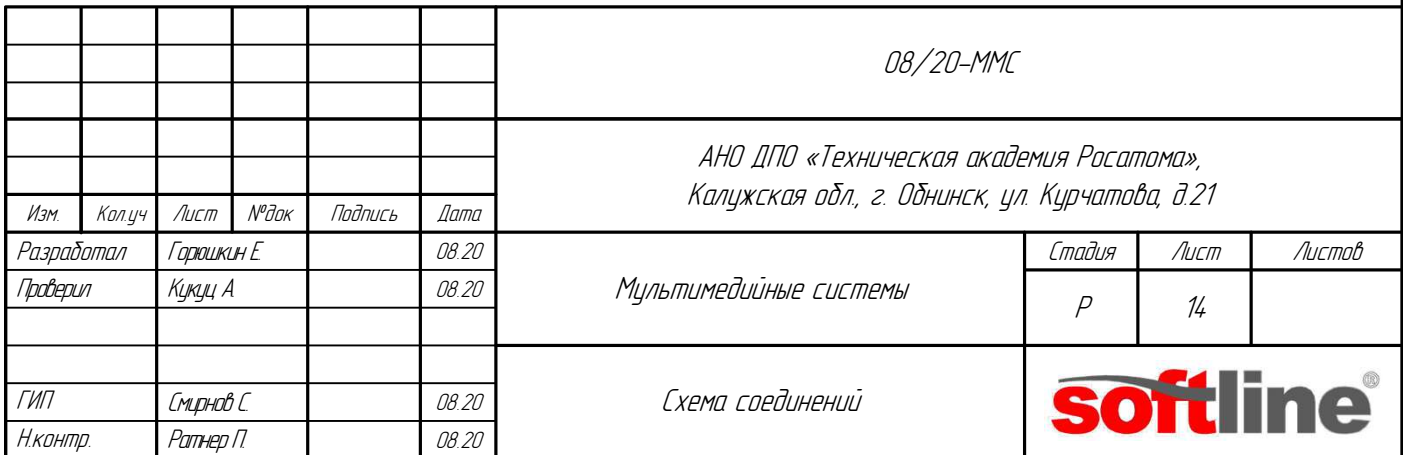 08/20-ММС
АНО ДПО «Техническая академия Росатома»,
Калужская обл., г. Обнинск, ул. Курчатова, д.21
Изм. Кол.уч Лист №док Подпись Дата
Разработал Горюшкин Е. 08.20
Проверил Кукуц А. 08.20
Мультимедийные системы
Стадия Лист Листов
Р 14
ГИП Смирнов С. 08.20
Н.контр. Ратнер П. 08.20
Схема соединений
softline®